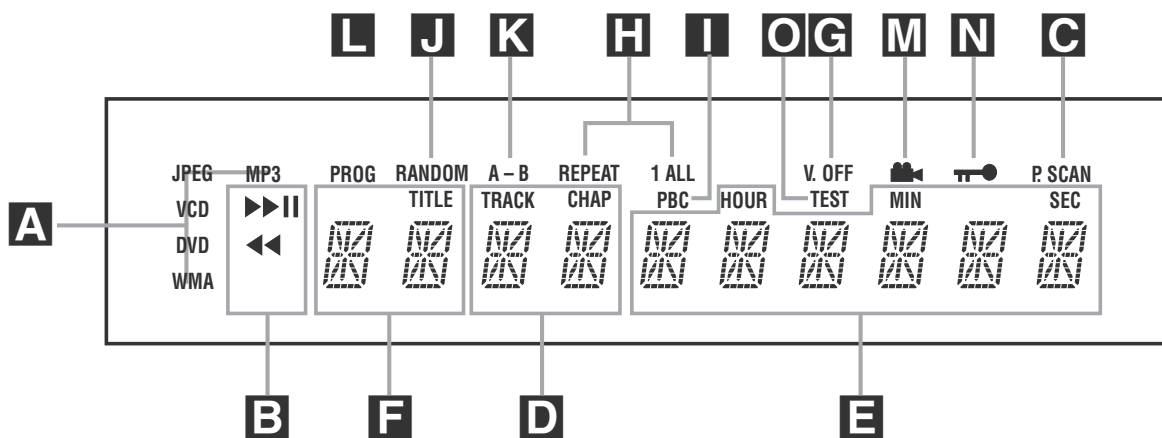 L J K H I O G M N C
JPEG MP3 PROG RANDOM A – B REPEAT 1 ALL V. OFF P. SCAN
VCD TITLE TRACK CHAP PBC HOUR TEST MIN SEC
A
DVD
WMA
B F D E